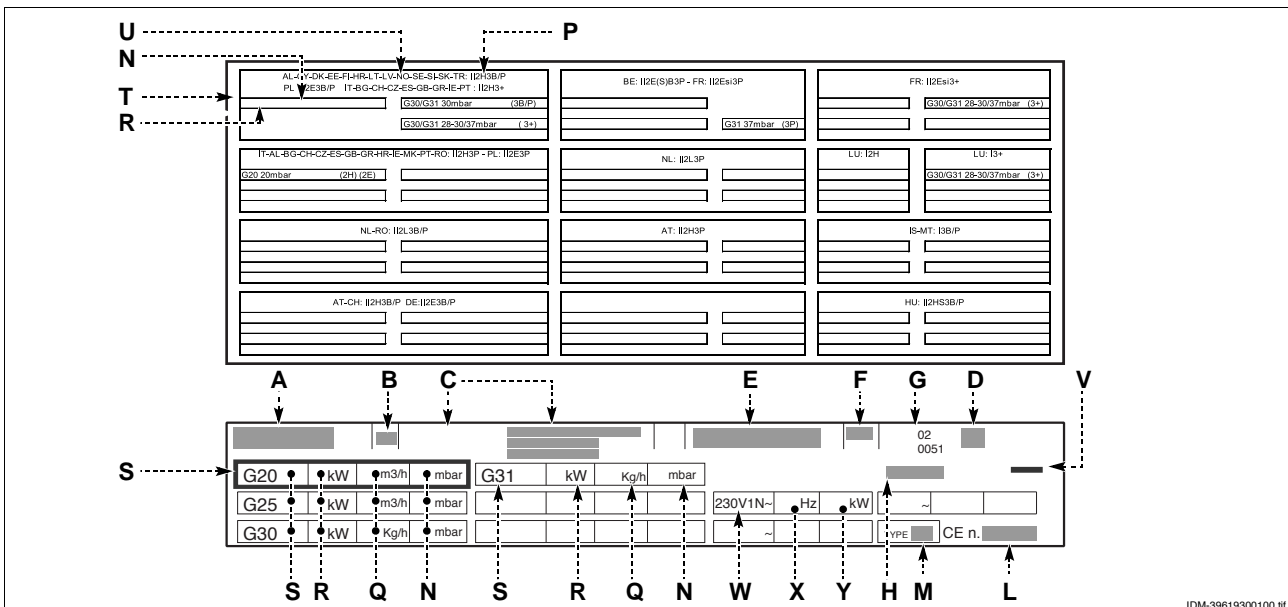 U P
N
AL-CY-DK-EE-FI-HR-LT-LV-NO-SE-SI-SK-TR: II2H3B/P
PL II2E3B/P IT-BG-CH-CZ-ES-GB-GR-IE-PT : II2H3+
BE: II2E(S)B3P - FR: II2Esi3P
FR: II2Esi3+
T
G30/G31 30mbar (3B/P)
G30/G31 28-30/37mbar (3+)
R
G30/G31 28-30/37mbar ( 3+)
G31 37mbar (3P)
IT-AL-BG-CH-CZ-ES-GB-GR-HR-IE-MK-PT-RO: II2H3P - PL: II2E3P
NL: II2L3P
LU: I2H
LU: I3+
G20 20mbar (2H) (2E)
G30/G31 28-30/37mbar (3+)
NL-RO: II2L3B/P
AT: II2H3P
IS-MT: I3B/P
AT-CH: II2H3B/P DE:II2E3B/P
HU: II2HS3B/P
A B C E F G D V
02
0051
S
G20 kW m3/h mbar G31 kW Kg/h mbar
G25 kW m3/h mbar 230V1N~ Hz kW ~
G30 kW Kg/h mbar ~ YPE CE n.
S R Q N S R Q N W X Y H M L
IDM-39619300100.tif